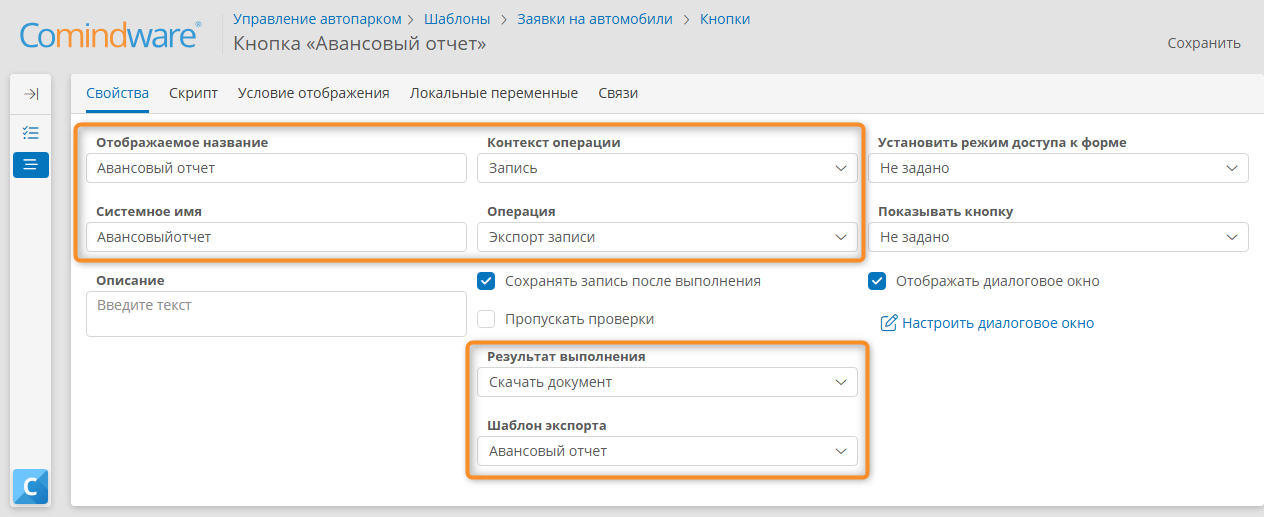 Comindware®
Управление автопарком > Шаблоны > Заявки на автомобили > Кнопки
Кнопка «Авансовый отчет»
Сохранить
Свойства Скрипт Условие отображения Локальные переменные Связи
Отображаемое название
Авансовый отчет
Контекст операции
Запись
Установить режим доступа к форме
Не задано
Системное имя
Авансовыйотчет
Операция
Экспорт записи
Показывать кнопку
Не задано
Описание
Введите текст
Сохранять запись после выполнения
Пропускать проверки
Отображать диалоговое окно
Настроить диалоговое окно
Результат выполнения
Скачать документ
Шаблон экспорта
Авансовый отчет
C